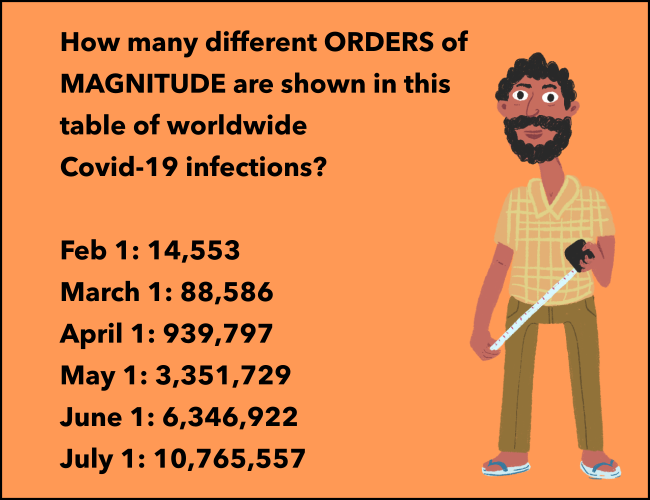 How many different ORDERS of
MAGNITUDE are shown in this
table of worldwide
Covid-19 infections?
Feb 1: 14,553
March 1: 88,586
April 1: 939,797
May 1: 3,351,729
June 1: 6,346,922
July 1: 10,765,557